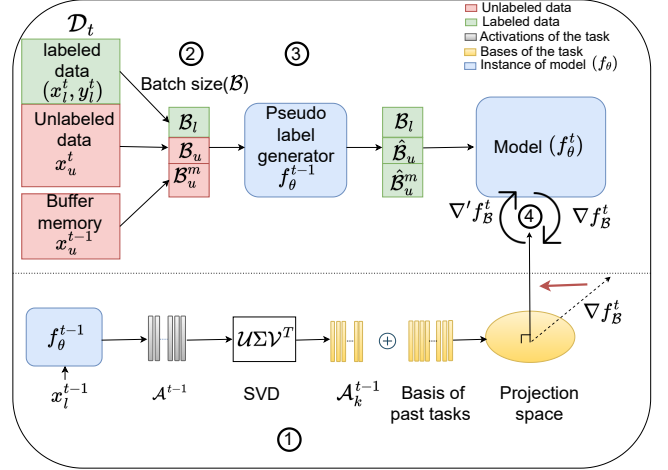 Unlabeled data
Labeled data
Activations of the task
Bases of the task
Instance of model (f_θ)
𝒟_t
labeled
data
(x_l^t, y_l^t)
Unlabeled
data
x_u^t
Buffer
memory
x_u^{t-1}
②
Batch size(ℬ)
ℬ_l
ℬ_u
ℬ_u^m
③
Pseudo
label
generator
f_θ^{t-1}
ℬ_l
ℬ̂_u
ℬ̂_u^m
Model (f_θ^t)
∇′f_ℬ^t
④
∇f_ℬ^t
∇f_ℬ^t
f_θ^{t-1}
x_l^{t-1}
𝒜^{t-1}
𝒰Σ𝒱^T
SVD
𝒜_k^{t-1}
+
Basis of
past tasks
Projection
space
①